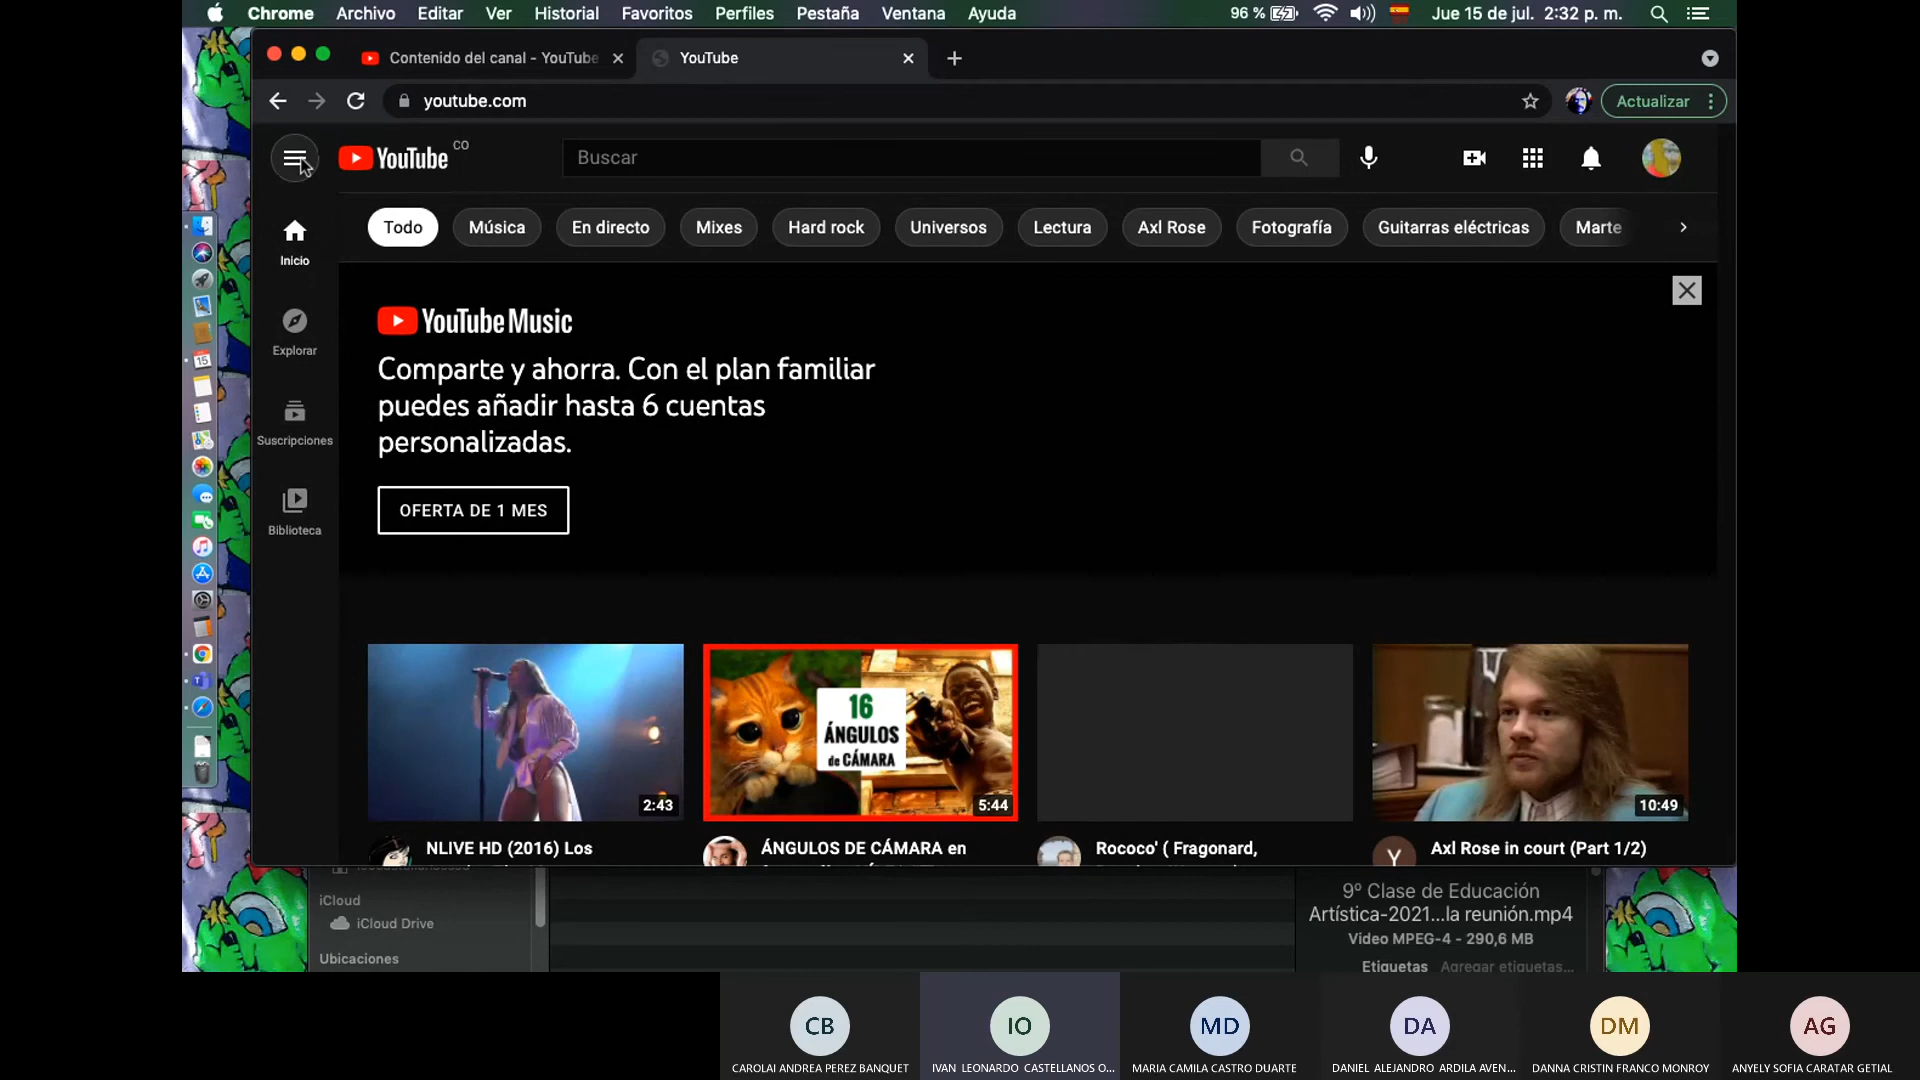 Chrome Archivo Editar Ver Historial Favoritos Perfiles Pestaña Ventana Ayuda 96 % Jue 15 de jul. 2:32 p. m.
Contenido del canal - YouTube
YouTube
youtube.com
Actualizar
YouTube CO
Buscar
Todo Música En directo Mixes Hard rock Universos Lectura Axl Rose Fotografía Guitarras eléctricas Marte
Inicio
Explorar
Suscripciones
Biblioteca
YouTube Music
Comparte y ahorra. Con el plan familiar
puedes añadir hasta 6 cuentas
personalizadas.
OFERTA DE 1 MES
15
16
ÁNGULOS
de CÁMARA
2:43
5:44
10:49
NLIVE HD (2016) Los
ÁNGULOS DE CÁMARA en
Rococo' ( Fragonard,
Y
Axl Rose in court (Part 1/2)
iCloud
iCloud Drive
Ubicaciones
9º Clase de Educación
Artística-2021...la reunión.mp4
Video MPEG-4 - 290,6 MB
Etiquetas Agregar etiquetas...
CB IO MD DA DM AG
CAROLAI ANDREA PEREZ BANQUET IVAN LEONARDO CASTELLANOS O... MARIA CAMILA CASTRO DUARTE DANIEL ALEJANDRO ARDILA AVEN... DANNA CRISTIN FRANCO MONROY ANYELY SOFIA CARATAR GETIAL